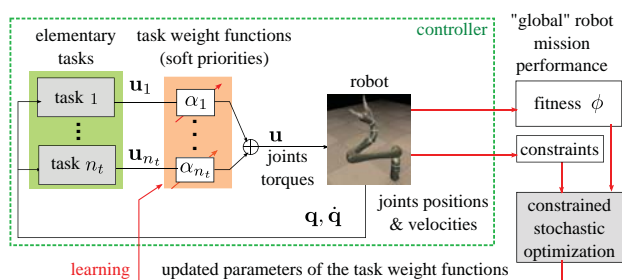 elementary
tasks
task weight functions
(soft priorities)
controller
"global" robot
mission
performance
task 1
u₁
α₁
task nₜ
uₙₜ
αₙₜ
u
joints
torques
robot
fitness ϕ
constraints
q, q̇
joints positions
& velocities
constrained
stochastic
optimization
learning
updated parameters of the task weight functions